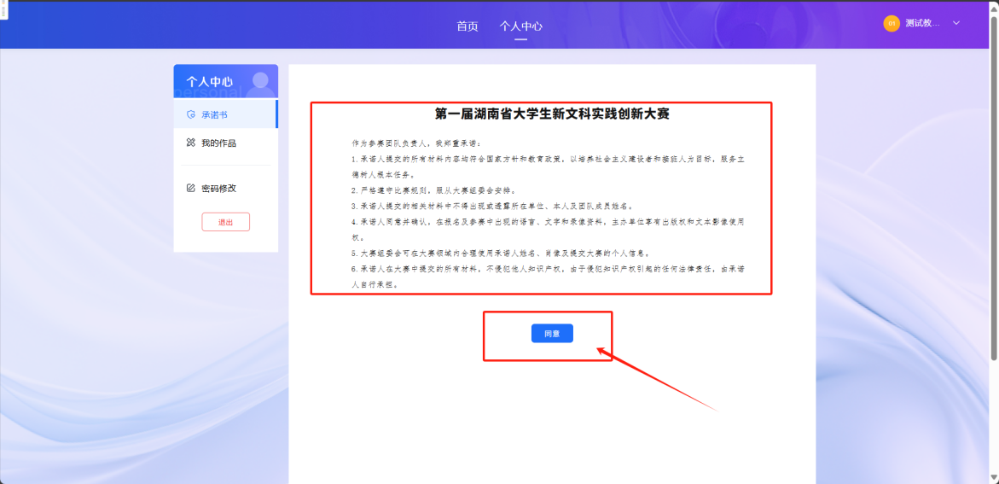 首页
个人中心
01
测试教...
个人中心
personal
承诺书
我的作品
密码修改
退出
第一届湖南省大学生新文科实践创新大赛
作为参赛团队负责人，我郑重承诺：
1. 承诺人提交的所有材料内容均符合国家方针和教育政策，以培养社会主义建设者和接班人为目标，服务立
德树人根本任务。
2. 严格遵守比赛规则，服从大赛组委会安排。
3. 承诺人提交的相关材料中不得出现或透露所在单位、本人及团队成员姓名。
4. 承诺人同意并确认，在报名及参赛中出现的语言、文字和录像资料，主办单位享有出版权和文本影像使用
权。
5. 大赛组委会可在大赛领域内合理使用承诺人姓名、肖像及提交大赛的个人信息。
6. 承诺人在大赛中提交的所有材料，不侵犯他人知识产权，由于侵犯知识产权引起的任何法律责任，由承诺
人自行承担。
同意